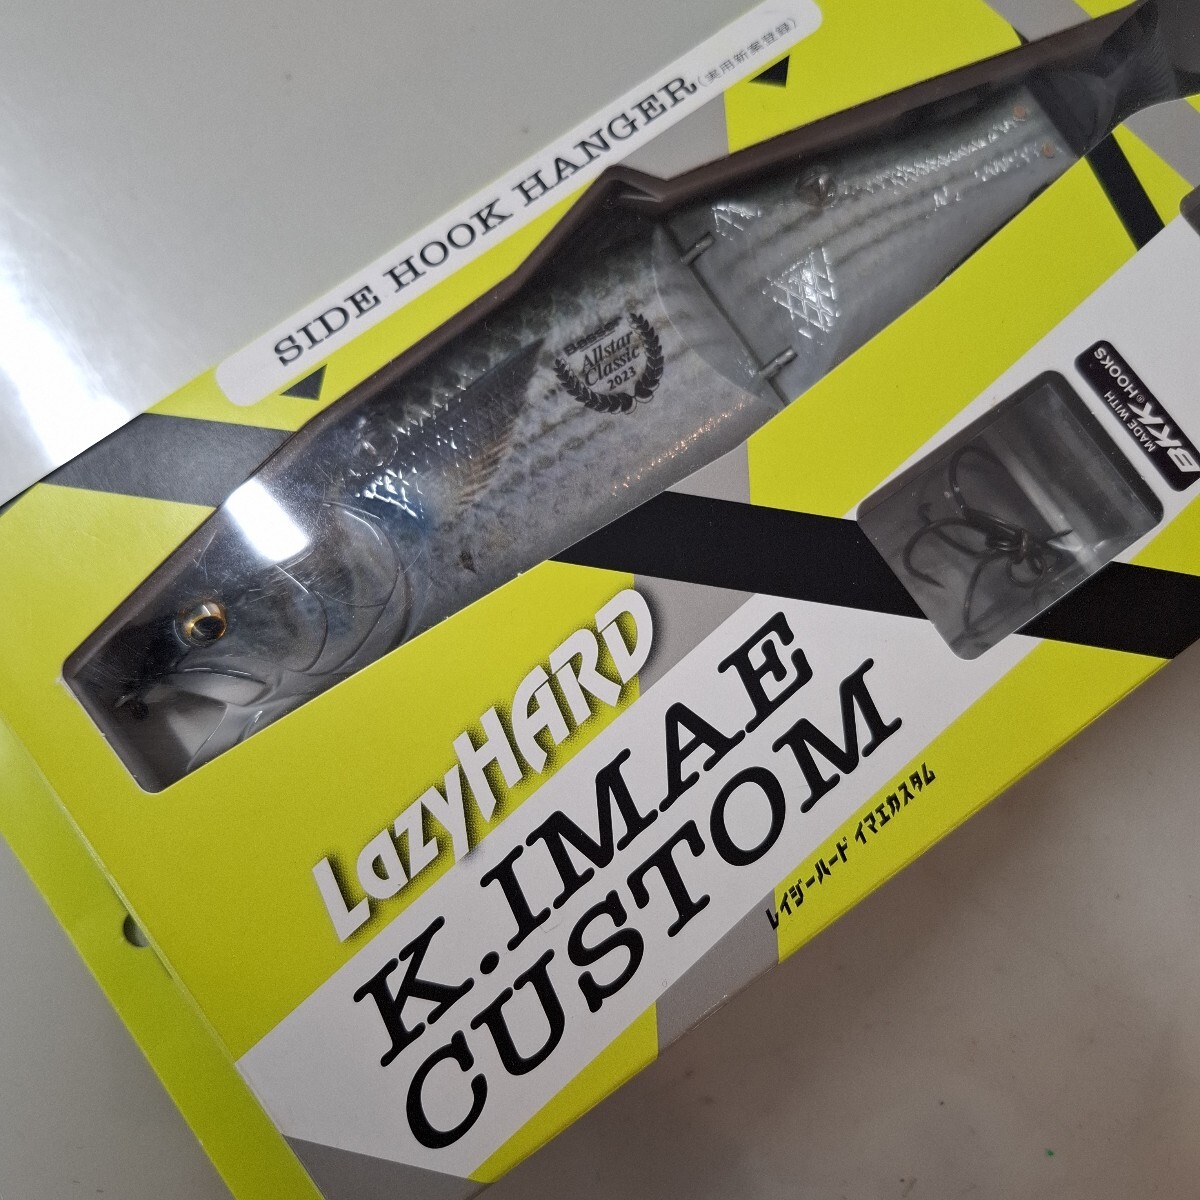 SIDE HOOK HANGER(実用新案登録)
Basser
Allstar
Classic
2023
MADE WITH
BKK® HOOKS
LazyHARD
K.IMAE
CUSTOM
レイジーハード イマエカスタム